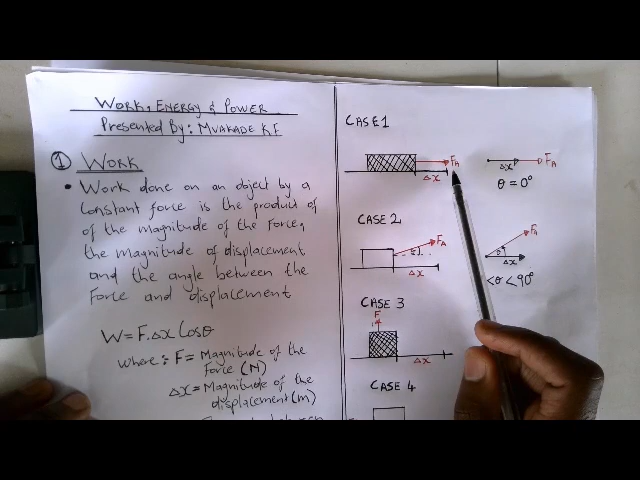 WORK, ENERGY & POWER
PRESENTED BY: MVAKADE KF
① WORK
• Work done on an object by a
Constant force is the product of
of the magnitude of the Force,
the magnitude of displacement
and the angle between the
Force and displacement
W = F.Δx Cosθ
where: F = Magnitude of the
Force (N)
Δx = Magnitude of the
displacement (m)
CASE 1
FA
Δx
Δx FA
θ = 0°
CASE 2
FA
θ
Δx
FA
θ
Δx
<θ < 90°
CASE 3
F
Δx
CASE 4